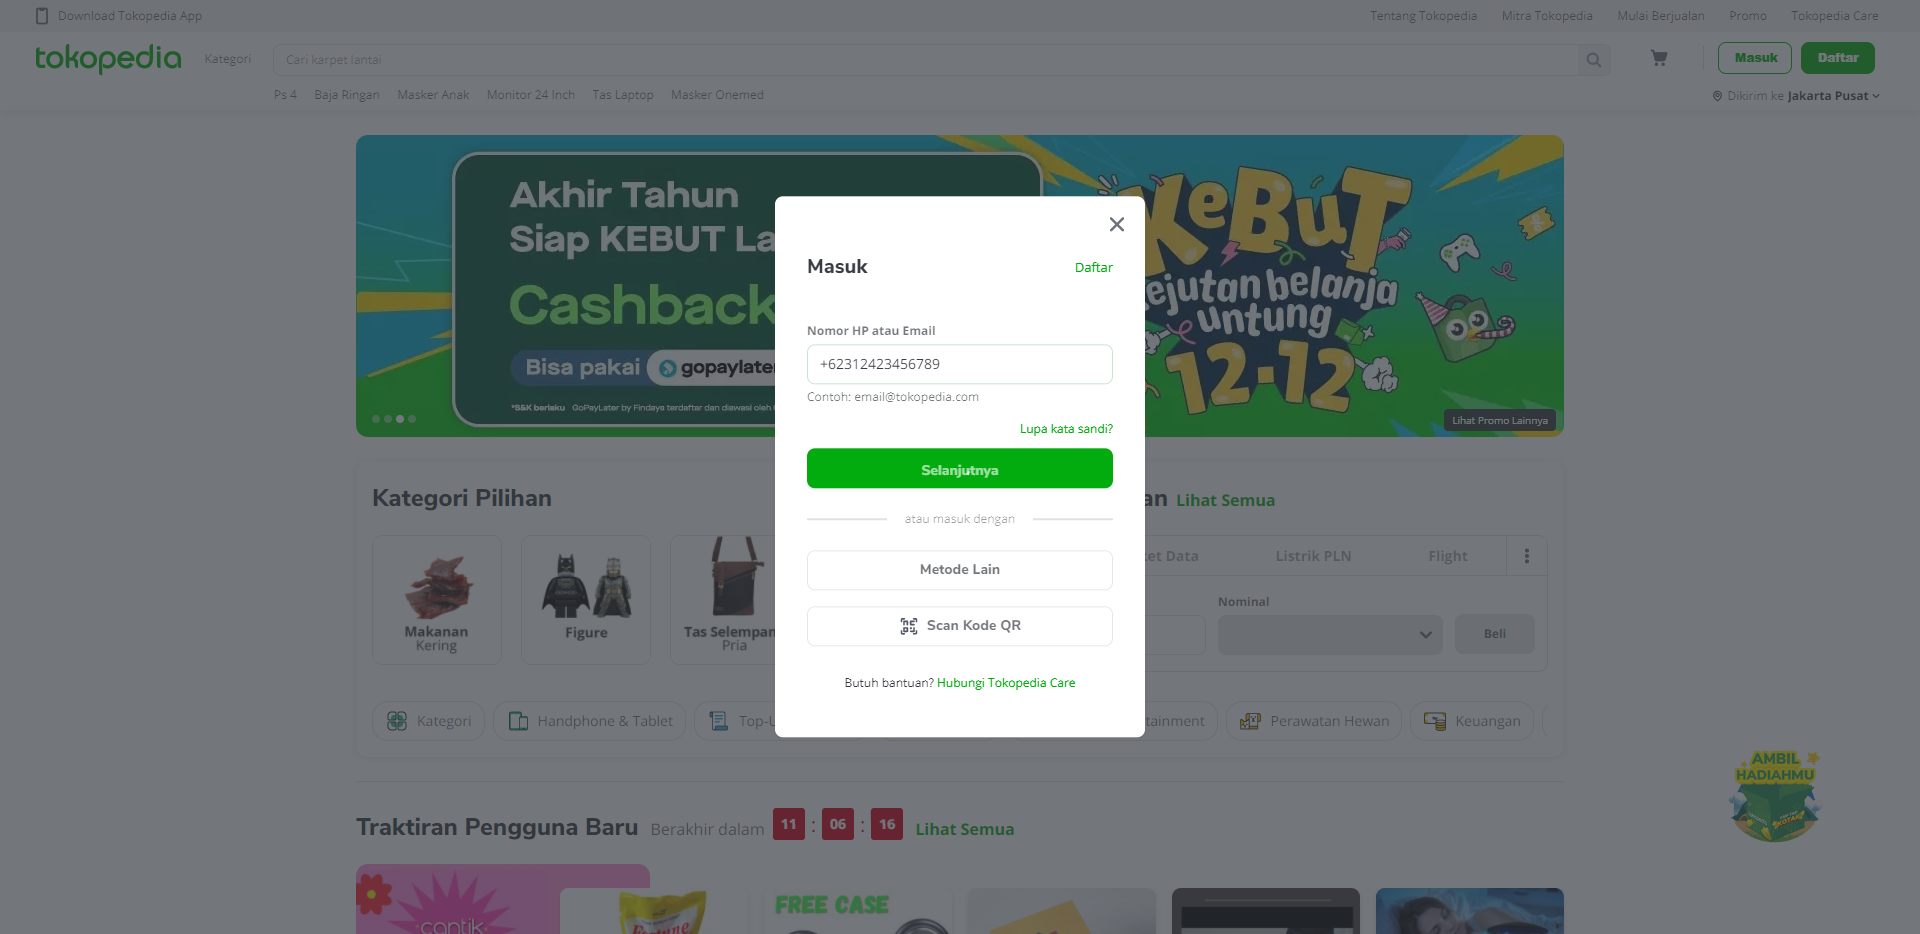 Download Tokopedia App
Tentang Tokopedia
Mitra Tokopedia
Mulai Berjualan
Promo
Tokopedia Care
tokopedia
Kategori
Cari karpet lantai
Masuk
Daftar
Ps 4
Baja Ringan
Masker Anak
Monitor 24 Inch
Tas Laptop
Masker Onemed
Dikirim ke Jakarta Pusat
Akhir Tahun
Siap KEBUT La
Cashback
Bisa pakai
gopaylater
*S&K berlaku GoPayLater by Findaya terdaftar dan diawasi oleh
KeBuT
ejutan belanja
untung
12.12
Lihat Promo Lainnya
Masuk
Daftar
Nomor HP atau Email
+62312423456789
Contoh: email@tokopedia.com
Lupa kata sandi?
Selanjutnya
atau masuk dengan
Metode Lain
Scan Kode QR
Butuh bantuan? Hubungi Tokopedia Care
Kategori Pilihan
an Lihat Semua
Makanan
Kering
Figure
Tas Selempan
Pria
et Data
Listrik PLN
Flight
Nominal
Beli
Kategori
Handphone & Tablet
Top-U
tainment
Perawatan Hewan
Keuangan
AMBIL
HADIAHMU
Traktiran Pengguna Baru
Berakhir dalam
11 : 06 : 16
Lihat Semua
cantik
Fortune
FREE CASE